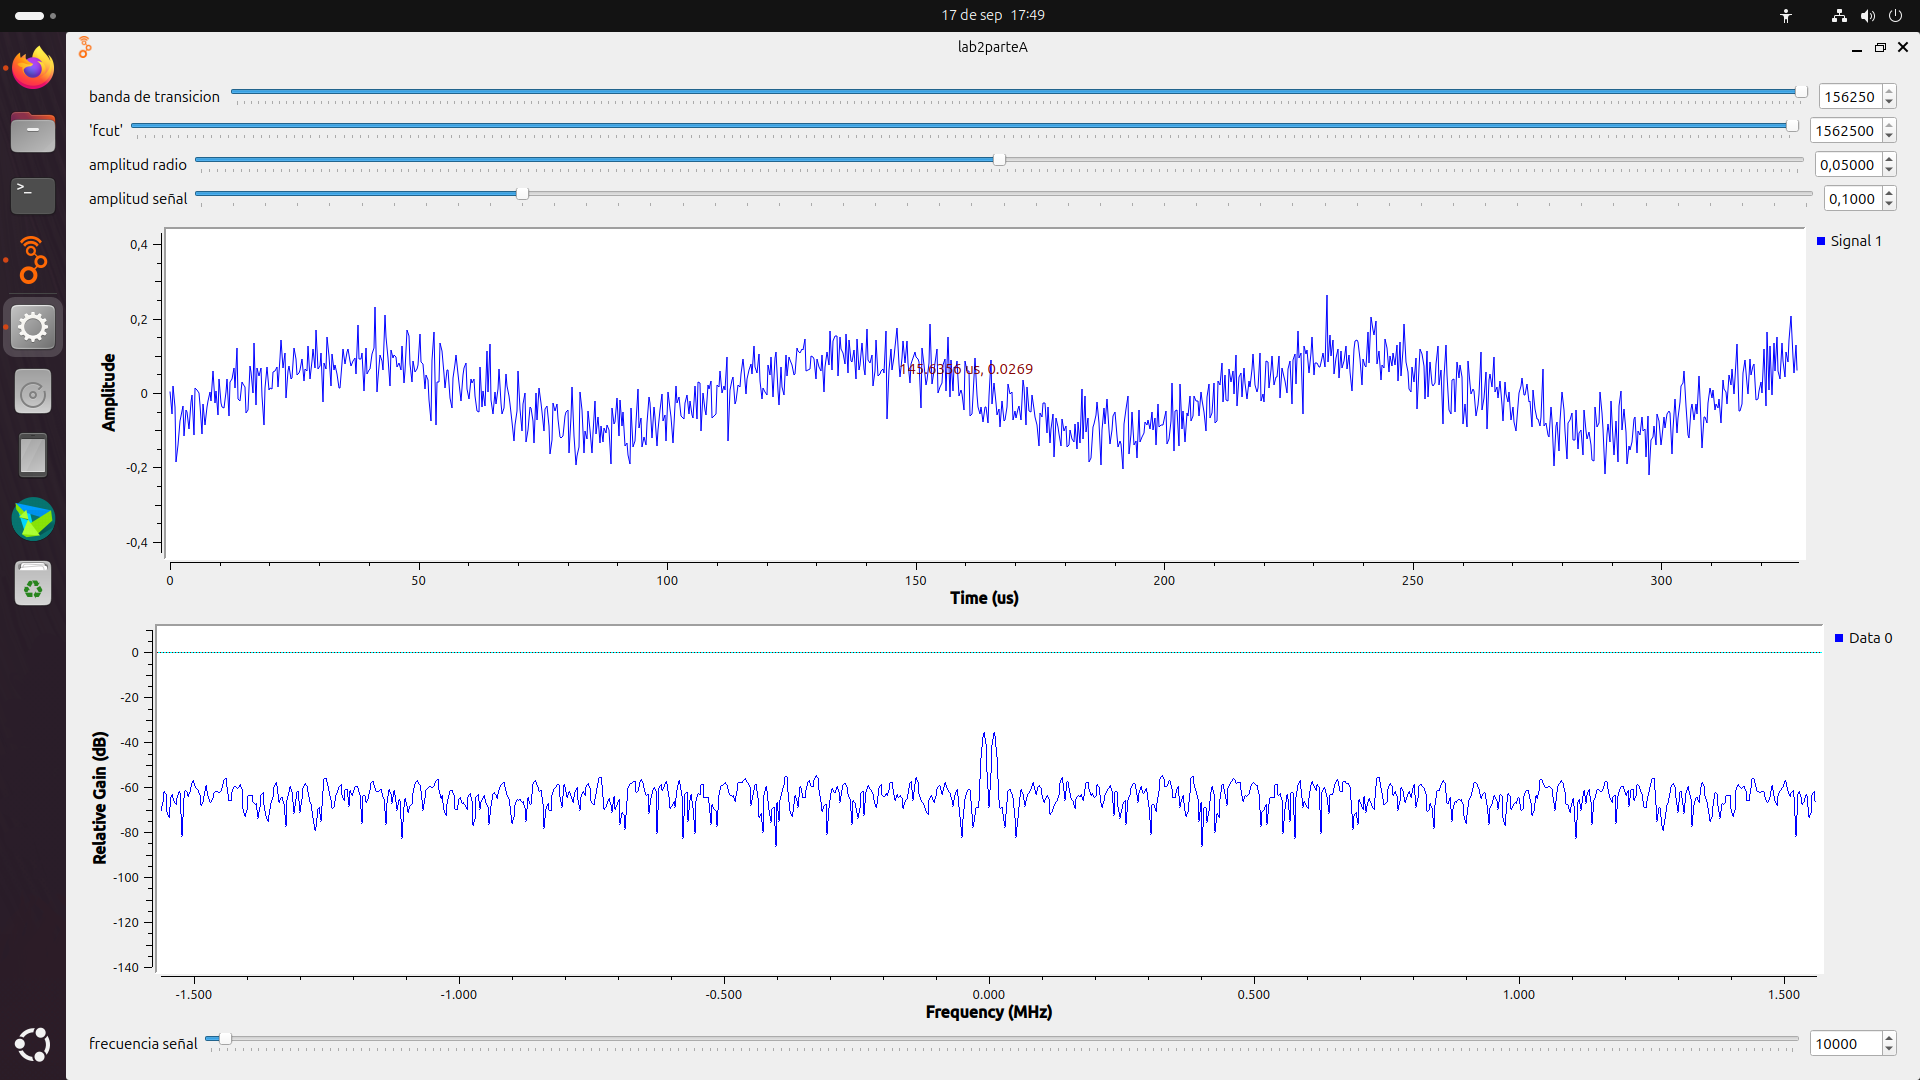 17 de sep 17:49
lab2parteA
banda de transicion 156250
'fcut' 1562500
amplitud radio 0,05000
amplitud señal 0,1000
0,4
0,2
0
-0,2
-0,4
Amplitude
145.6356 us, 0.0269
Signal 1
0 50 100 150 200 250 300
Time (us)
0
-20
-40
-60
-80
-100
-120
-140
Relative Gain (dB)
Data 0
-1.500 -1.000 -0.500 0.000 0.500 1.000 1.500
Frequency (MHz)
frecuencia señal 10000
>_